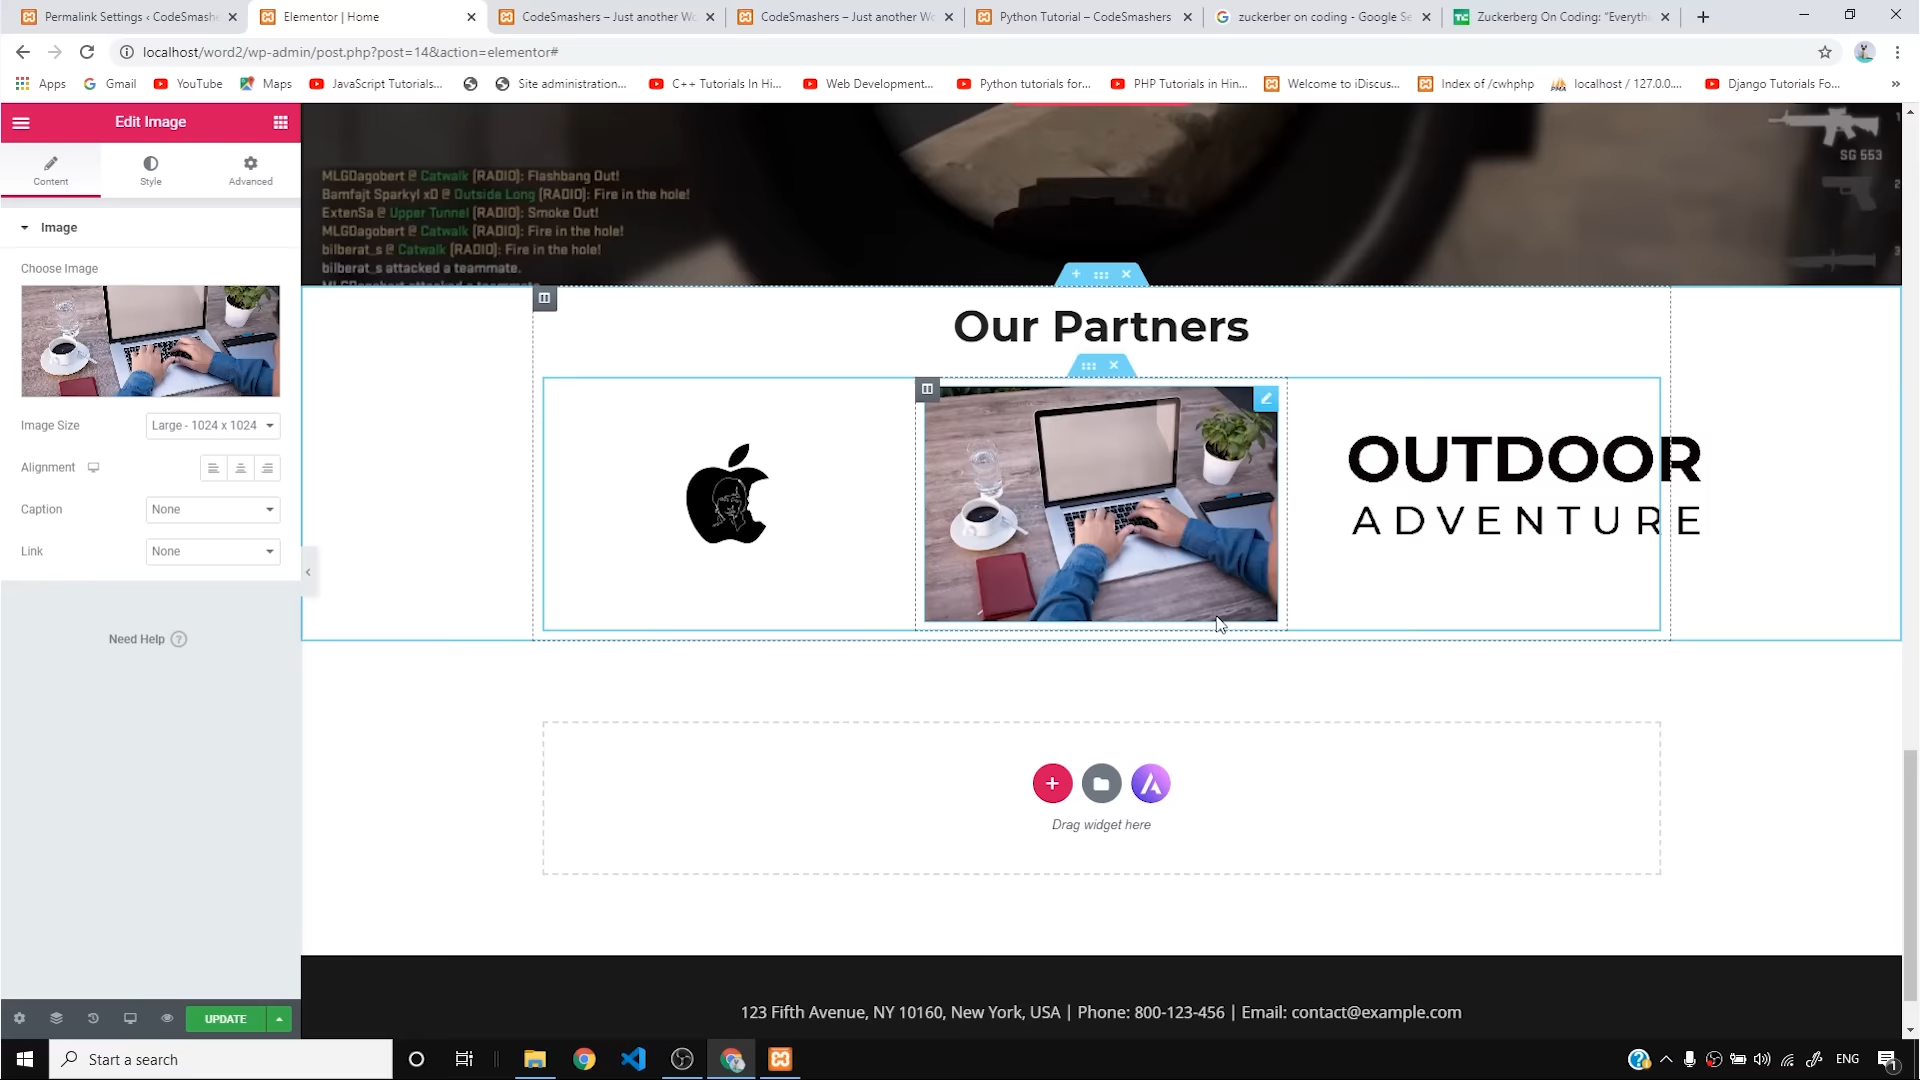 Permalink Settings ‹ CodeSmashe
Elementor | Home
CodeSmashers – Just another Wo
CodeSmashers – Just another Wo
Python Tutorial – CodeSmashers
zuckerber on coding - Google Se
Zuckerberg On Coding: "Everyth
localhost/word2/wp-admin/post.php?post=14&action=elementor#
Apps
Gmail
YouTube
Maps
JavaScript Tutorials...
Site administration...
C++ Tutorials In Hi...
Web Development...
Python tutorials for...
PHP Tutorials in Hin...
Welcome to iDiscus...
Index of /cwhphp
localhost / 127.0.0....
Django Tutorials Fo...
»
Edit Image
Content
Style
Advanced
Image
Choose Image
Image Size
Large - 1024 x 1024
Alignment
Caption
None
Link
None
Need Help ?
UPDATE
SG 553
MLGDagobert @ Catwalk (RADIO): Flashbang Out!
Bamfajt Sparkyl xD @ Outside Long (RADIO): Fire in the hole!
ExtenSa @ Upper Tunnel (RADIO): Smoke Out!
MLGDagobert @ Catwalk (RADIO): Fire in the hole!
bilberat_s @ Catwalk (RADIO): Fire in the hole!
bilberat_s attacked a teammate.
Our Partners
OUTDOOR
ADVENTURE
Drag widget here
123 Fifth Avenue, NY 10160, New York, USA | Phone: 800-123-456 | Email: contact@example.com
Start a search
ENG
1